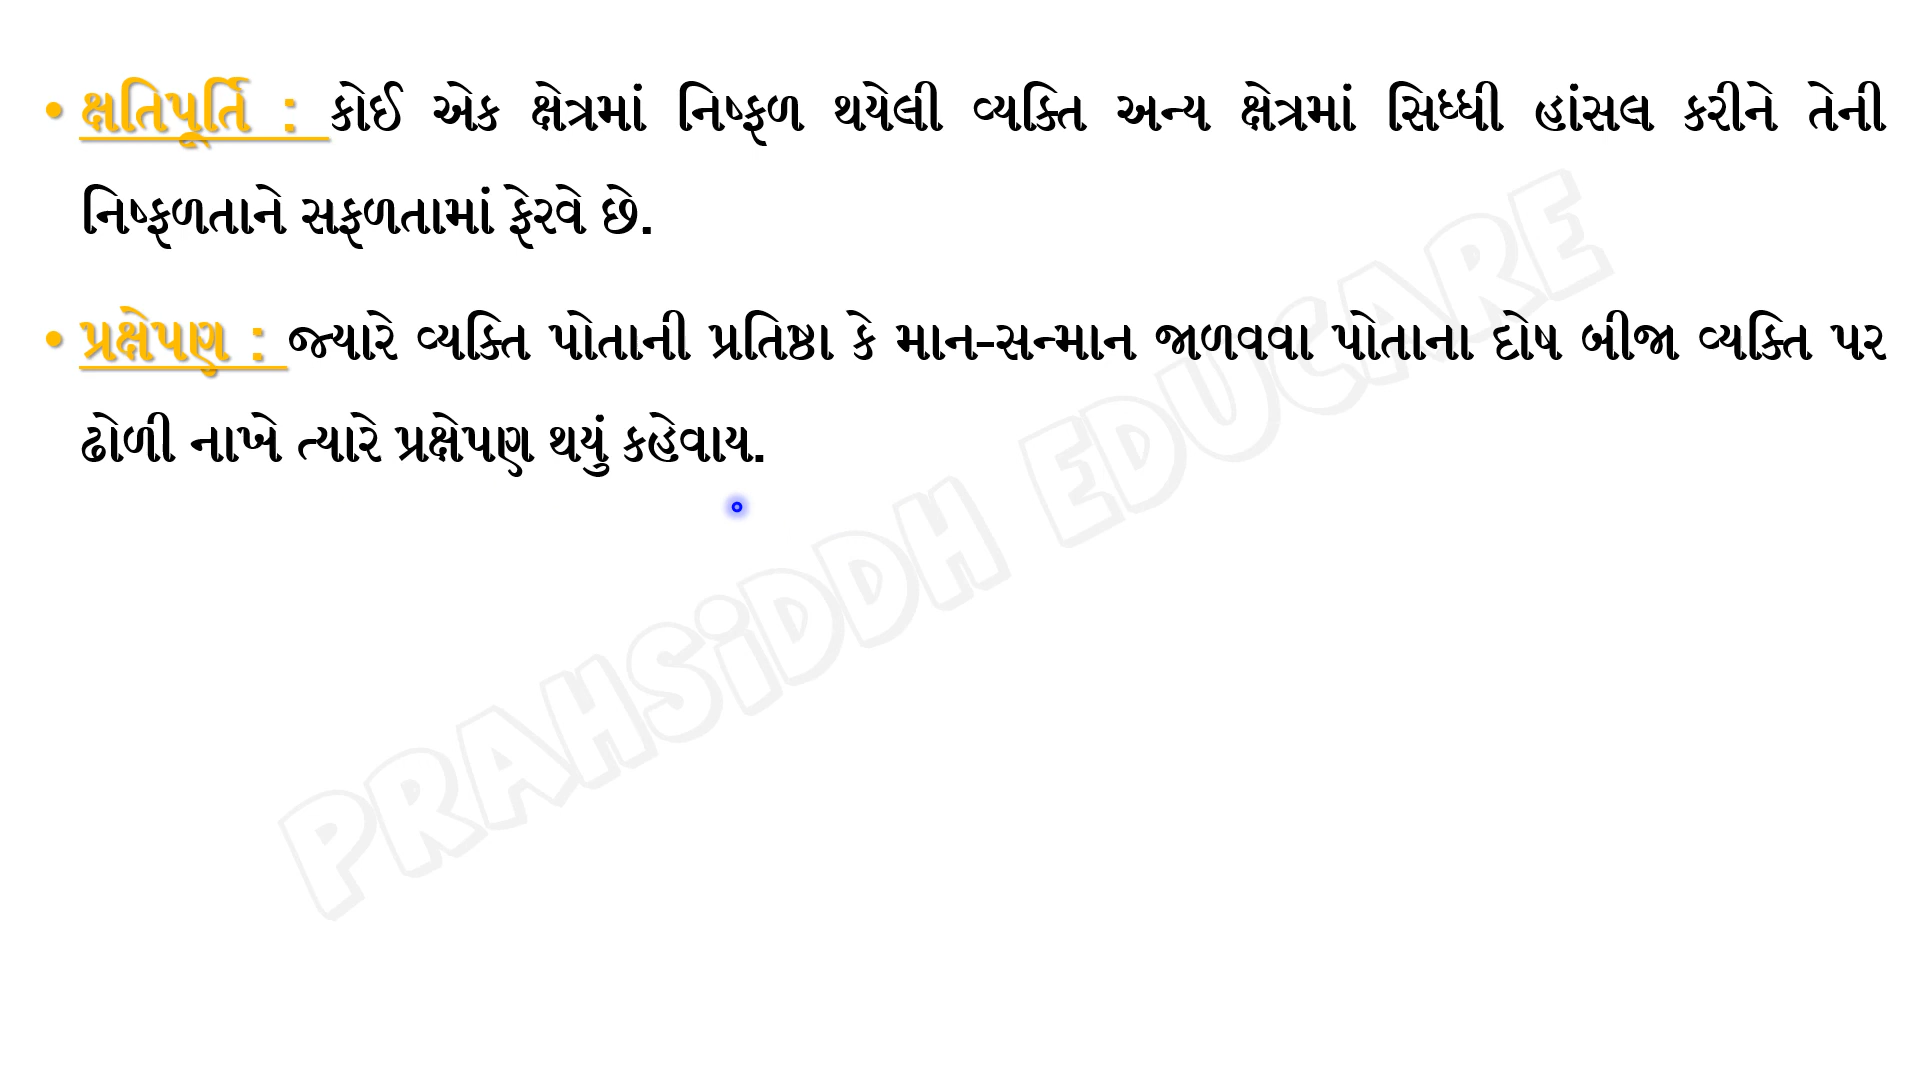 • ક્ષતિપૂર્તિ : કોઈ એક ક્ષેત્રમાં નિષ્ફળ થયેલી વ્યક્તિ અન્ય ક્ષેત્રમાં સિધ્ધી હાંસલ કરીને તેની
નિષ્ફળતાને સફળતામાં ફેરવે છે.
• પ્રક્ષેપણ : જ્યારે વ્યક્તિ પોતાની પ્રતિષ્ઠા કે માન-સન્માન જાળવવા પોતાના દોષ બીજા વ્યક્તિ પર
ઢોળી નાખે ત્યારે પ્રક્ષેપણ થયું કહેવાય.
PRAHSiDDH EDUCARE